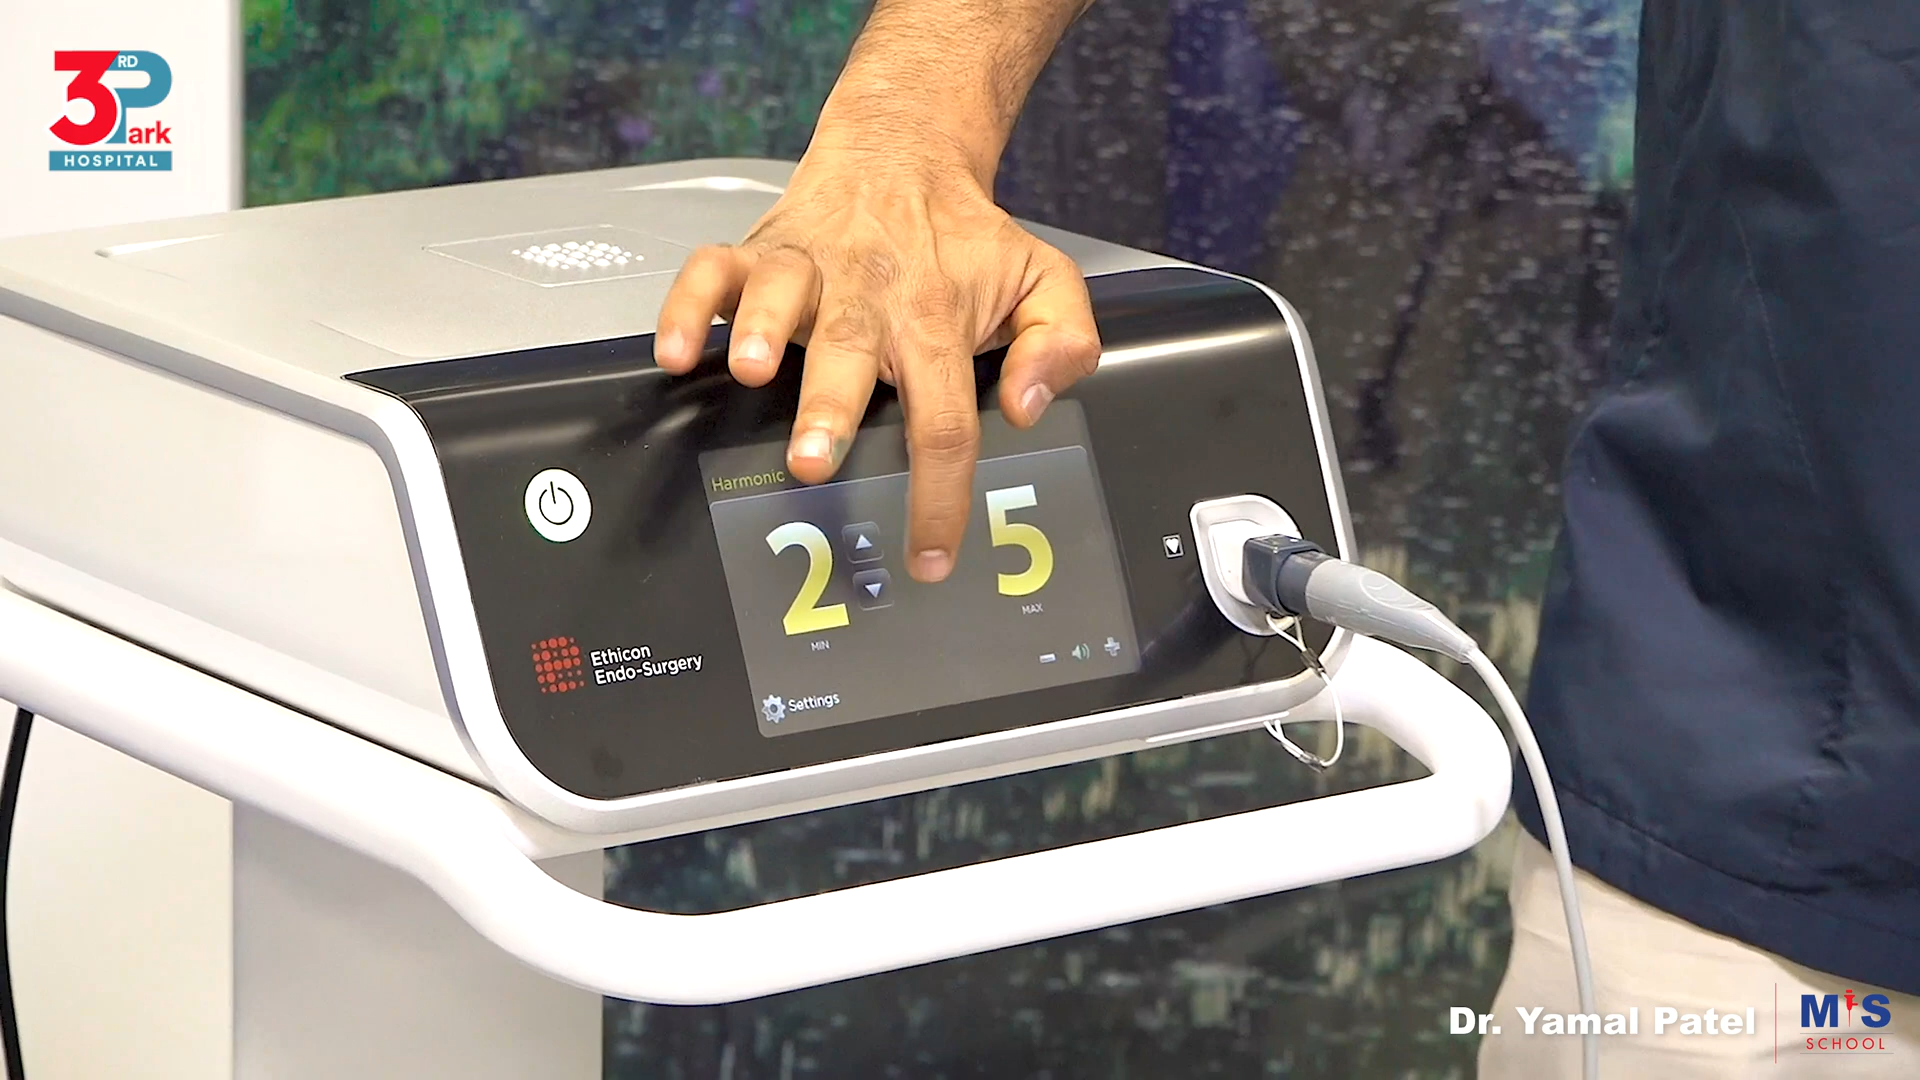 3RD Park
HOSPITAL
Harmonic
2
5
MIN
MAX
Settings
Ethicon
Endo-Surgery
Dr. Yamal Patel
MIS
SCHOOL